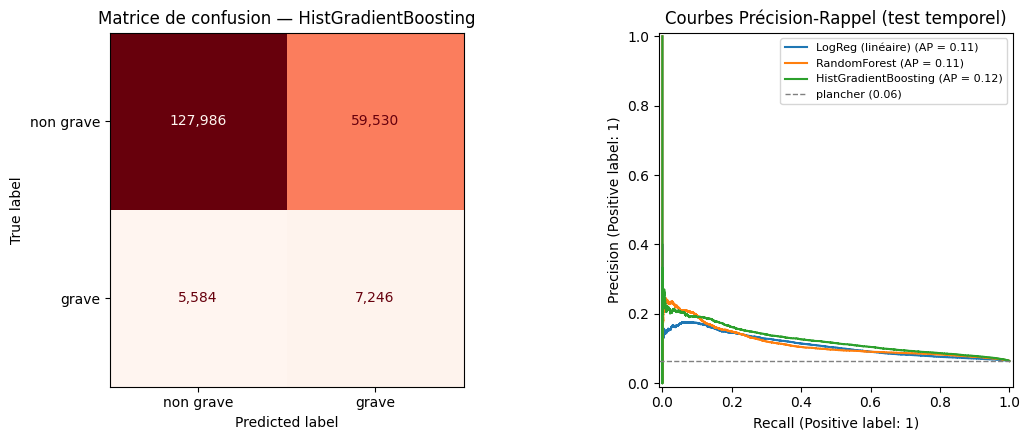 Matrice de confusion — HistGradientBoosting
True label
non grave
grave
127,986
59,530
5,584
7,246
non grave
grave
Predicted label
Courbes Précision-Rappel (test temporel)
Precision (Positive label: 1)
1.0
0.8
0.6
0.4
0.2
0.0
LogReg (linéaire) (AP = 0.11)
RandomForest (AP = 0.11)
HistGradientBoosting (AP = 0.12)
plancher (0.06)
0.0
0.2
0.4
0.6
0.8
1.0
Recall (Positive label: 1)